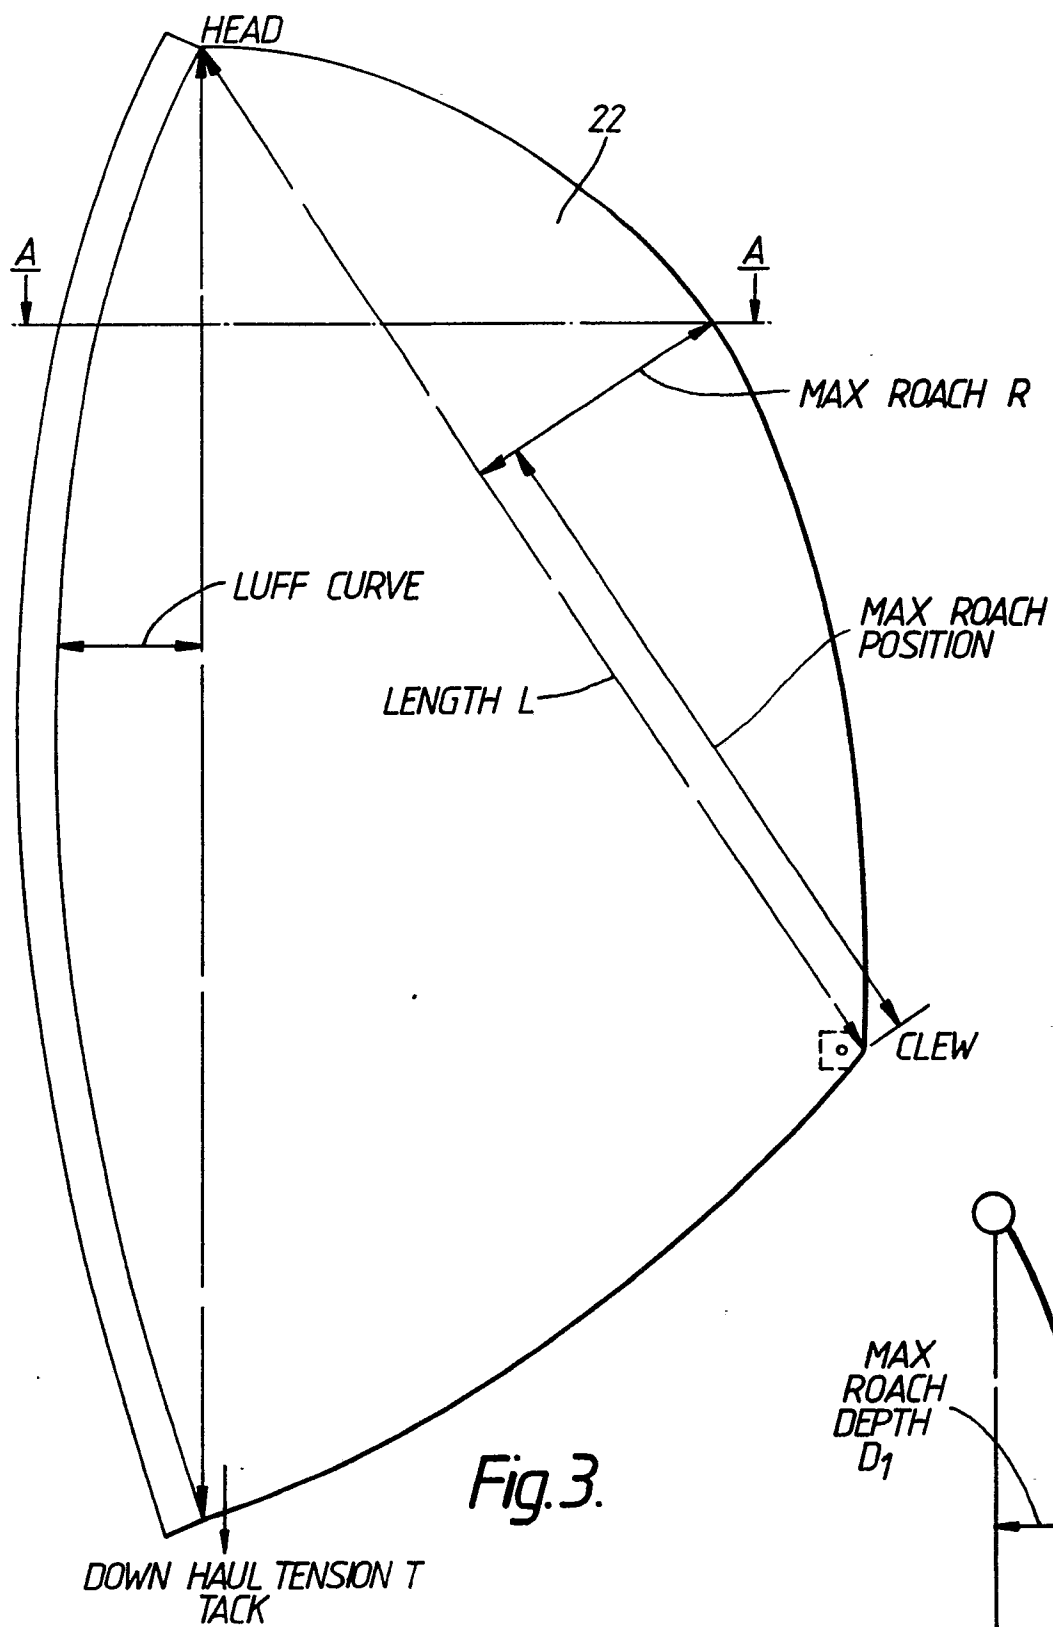 HEAD
22
A
A
MAX ROACH R
LUFF CURVE
MAX ROACH
POSITION
LENGTH L
CLEW
MAX
ROACH
DEPTH
D1
Fig.3.
DOWN HAUL TENSION T
TACK